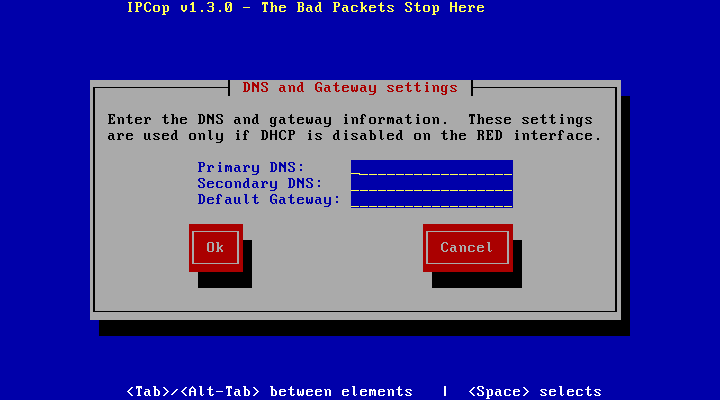 IPCop v1.3.0 - The Bad Packets Stop Here
DNS and Gateway settings
Enter the DNS and gateway information.  These settings
are used only if DHCP is disabled on the RED interface.
Primary DNS:
Secondary DNS:
Default Gateway:
Ok Cancel
<Tab>/<Alt-Tab> between elements   |  <Space> selects